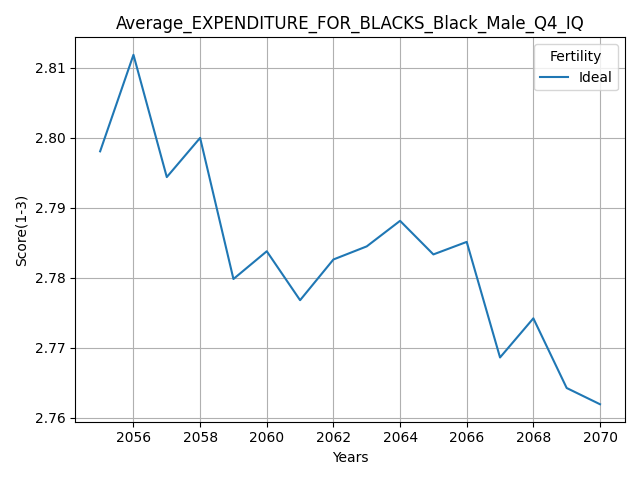 Average_EXPENDITURE_FOR_BLACKS_Black_Male_Q4_IQ
Fertility
Ideal
2.81
2.80
2.79
2.78
2.77
2.76
Score(1-3)
2056 2058 2060 2062 2064 2066 2068 2070
Years